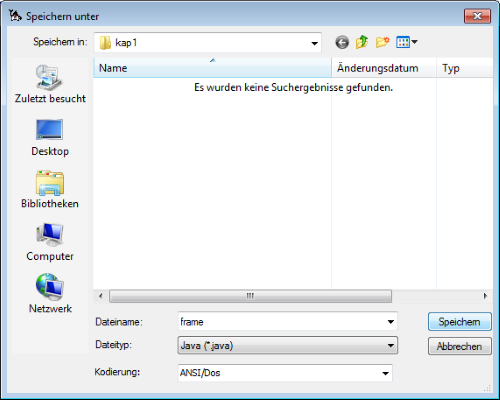 Speichern unter
Speichern in: kap1
Name Änderungsdatum Typ
Es wurden keine Suchergebnisse gefunden.
Zuletzt besucht
Desktop
Bibliotheken
Computer
Netzwerk
Dateiname: frame Speichern
Dateityp: Java (*.java) Abbrechen
Kodierung: ANSI/Dos